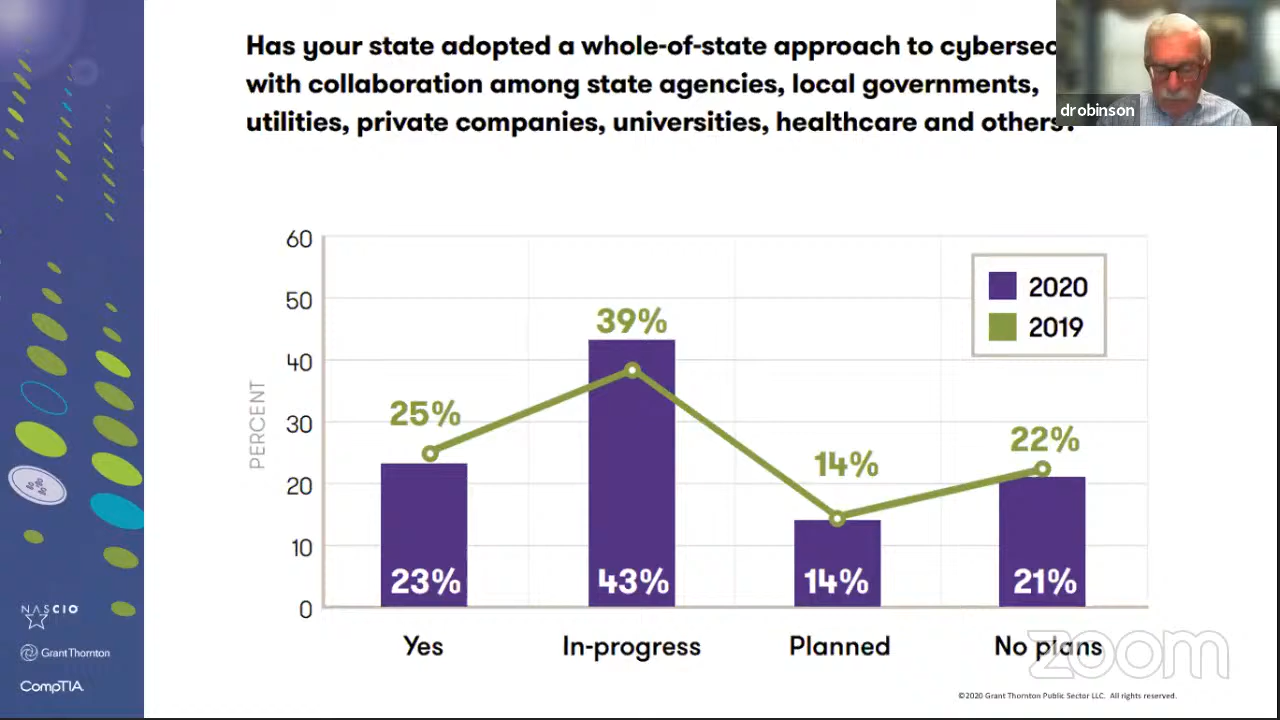 Has your state adopted a whole-of-state approach to
with collaboration among state agencies, local governments,
utilities, private companies, universities, healthcare and others?
drobinson
60
50
40
30
20
10
0
PERCENT
2020
2019
25%
39%
14%
22%
23%
43%
14%
21%
Yes
In-progress
Planned
No plans
zoom
NASCIO
GrantThornton
CompTIA
©2020 Grant Thornton Public Sector LLC. All rights reserved.